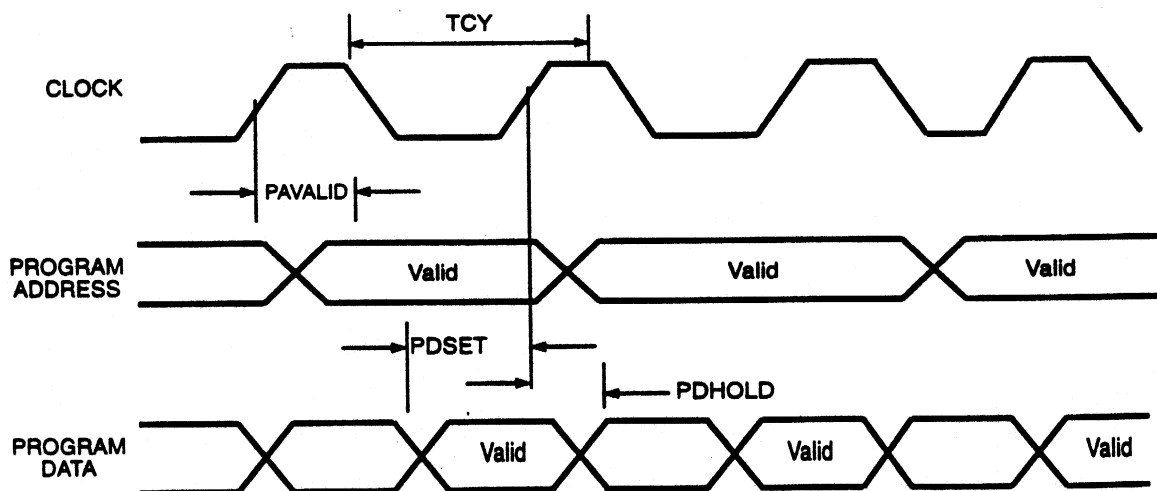 TCY
CLOCK
PAVALID
PROGRAM
ADDRESS
Valid
Valid
Valid
PDSET
PDHOLD
PROGRAM
DATA
Valid
Valid
Valid